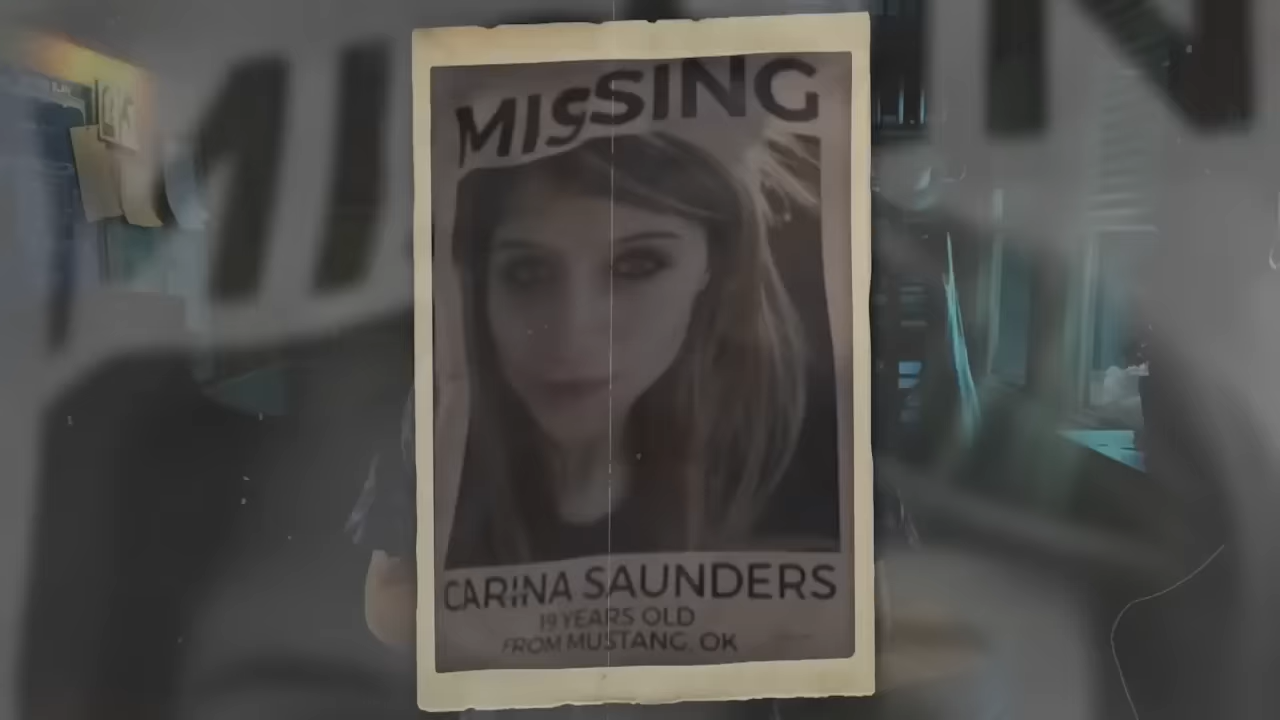 MISSING
CARINA SAUNDERS
19 YEARS OLD
FROM MUSTANG, OK